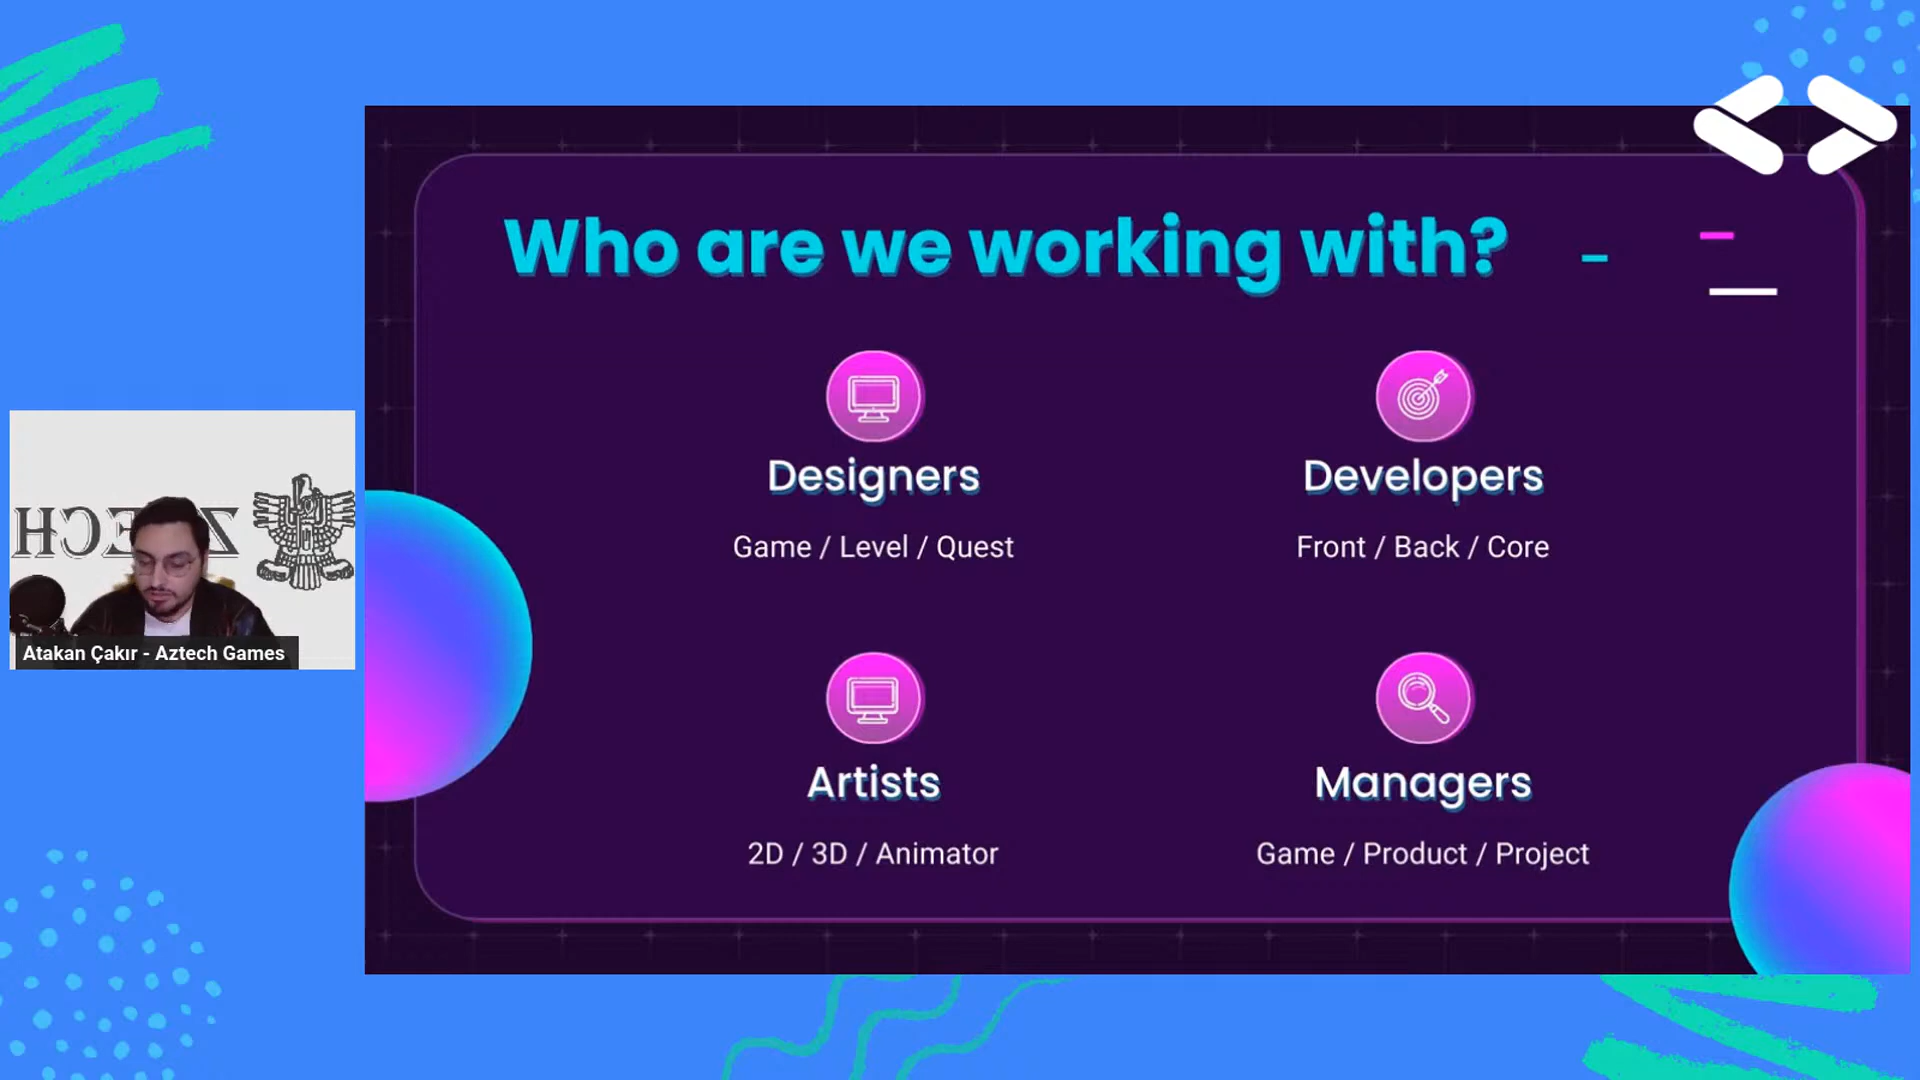 Who are we working with?
Designers
Game / Level / Quest
Developers
Front / Back / Core
Artists
2D / 3D / Animator
Managers
Game / Product / Project
Atakan Çakır - Aztech Games